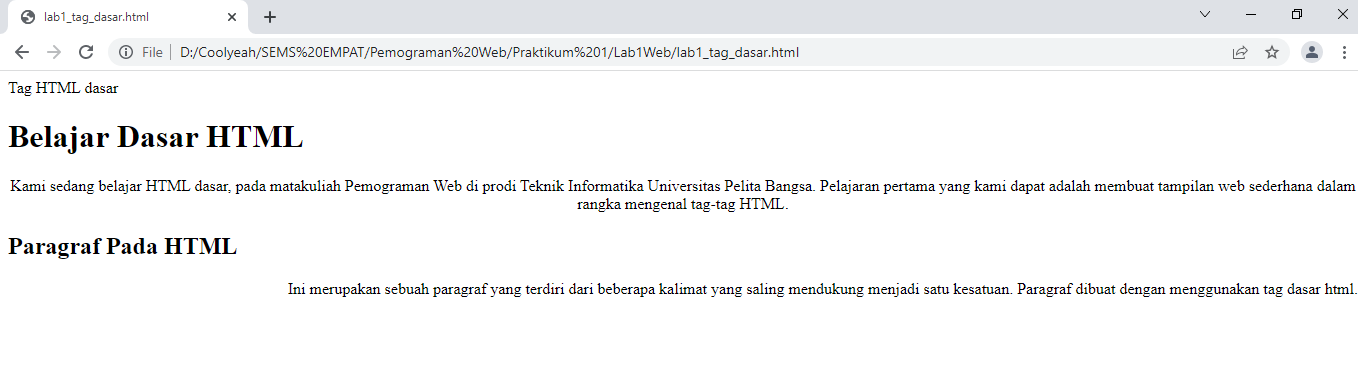 lab1_tag_dasar.html
File | D:/Coolyeah/SEMS%20EMPAT/Pemograman%20Web/Praktikum%201/Lab1Web/lab1_tag_dasar.html
Tag HTML dasar
Belajar Dasar HTML
Kami sedang belajar HTML dasar, pada matakuliah Pemograman Web di prodi Teknik Informatika Universitas Pelita Bangsa. Pelajaran pertama yang kami dapat adalah membuat tampilan web sederhana dalam
rangka mengenal tag-tag HTML.
Paragraf Pada HTML
Ini merupakan sebuah paragraf yang terdiri dari beberapa kalimat yang saling mendukung menjadi satu kesatuan. Paragraf dibuat dengan menggunakan tag dasar html.